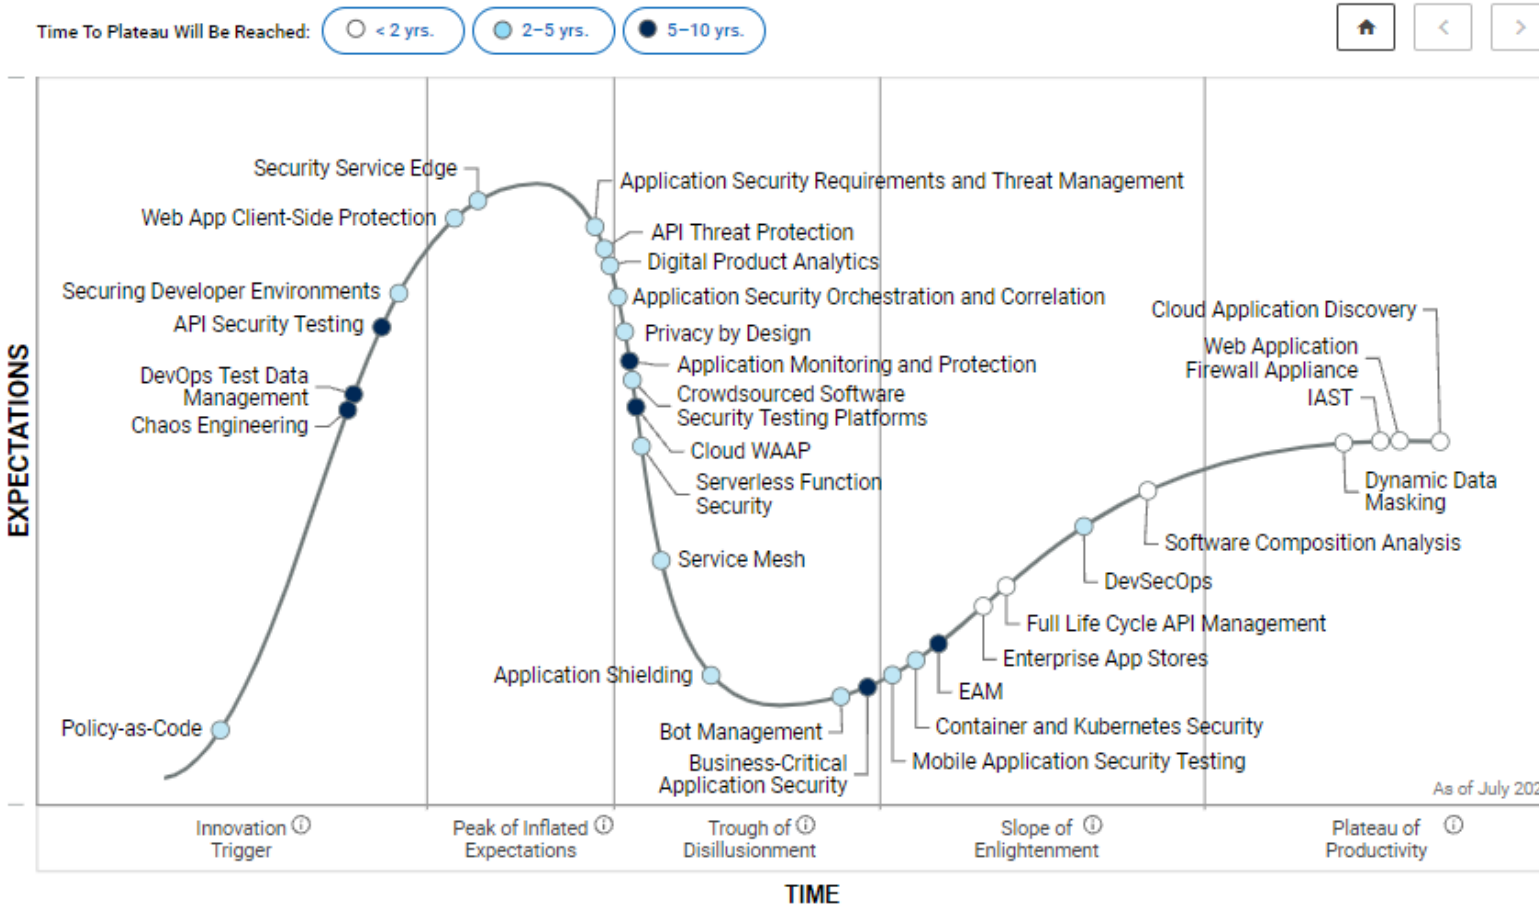 Time To Plateau Will Be Reached:
< 2 yrs.
2–5 yrs.
5–10 yrs.
Security Service Edge
Web App Client-Side Protection
Securing Developer Environments
API Security Testing
DevOps Test Data
Management
Chaos Engineering
Policy-as-Code
Application Security Requirements and Threat Management
API Threat Protection
Digital Product Analytics
Application Security Orchestration and Correlation
Privacy by Design
Application Monitoring and Protection
Crowdsourced Software
Security Testing Platforms
Cloud WAAP
Serverless Function
Security
Service Mesh
Application Shielding
Bot Management
Business-Critical
Application Security
Mobile Application Security Testing
Container and Kubernetes Security
EAM
Enterprise App Stores
Full Life Cycle API Management
DevSecOps
Software Composition Analysis
Dynamic Data
Masking
IAST
Web Application
Firewall Appliance
Cloud Application Discovery
As of July
EXPECTATIONS
Innovation
Trigger
Peak of Inflated
Expectations
Trough of
Disillusionment
Slope of
Enlightenment
Plateau of
Productivity
TIME